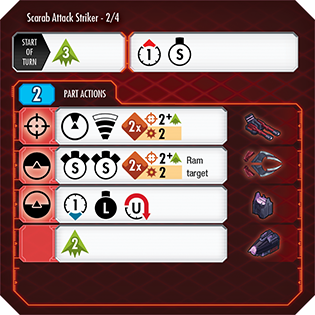 Scarab Attack Striker - 2/4
START
OF
TURN
3
1
S
2
PART ACTIONS
2x
2+
2
S
S
2x
2+
2
Ram
target
1
L
U
2